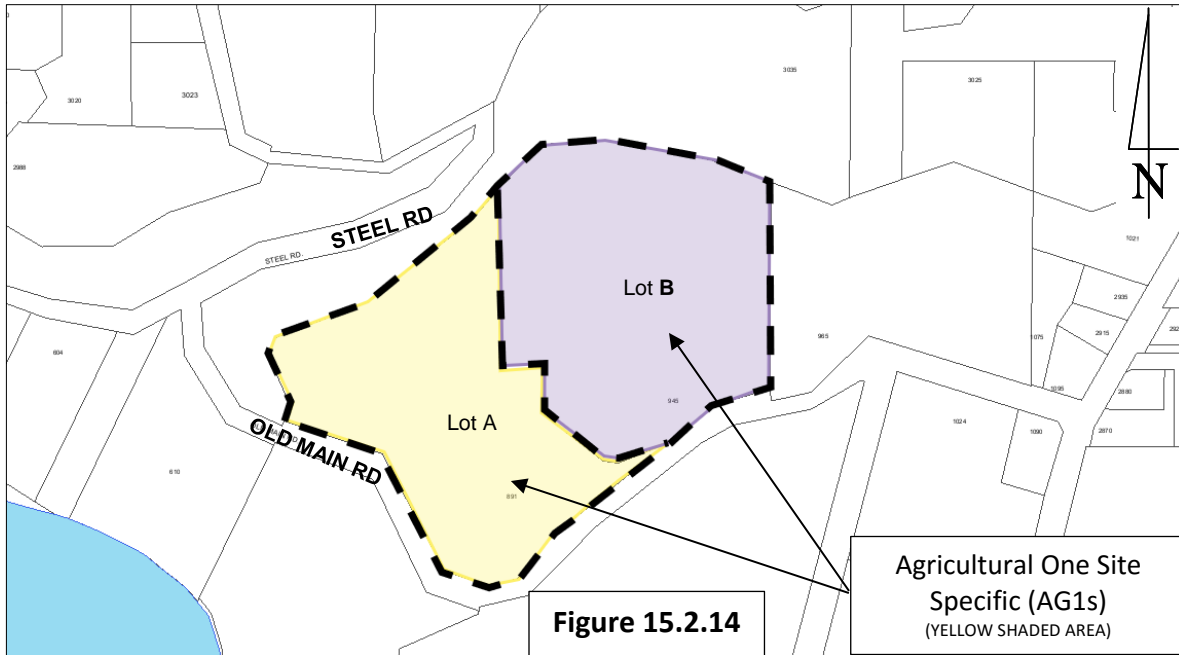 3035
3025
3020
3023
2988
N
STEEL RD
STEEL RD.
1021
Lot B
2935
604
965
1075
2915
945
1095
2880
Lot A
OLD MAIN RD
1024
1090
2870
610
891
Agricultural One Site
Specific (AG1s)
(YELLOW SHADED AREA)
Figure 15.2.14